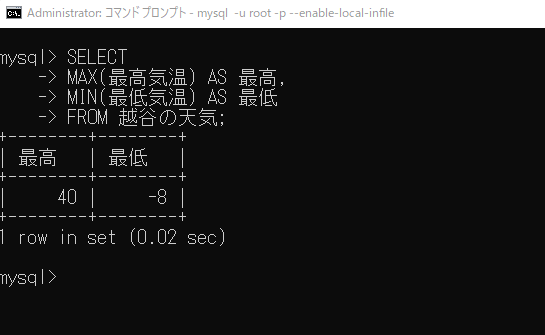 Administrator: コマンド プロンプト - mysql -u root -p --enable-local-infile
mysql> SELECT
    -> MAX(最高気温) AS 最高,
    -> MIN(最低気温) AS 最低
    -> FROM 越谷の天気;
+--------+--------+
| 最高   | 最低   |
+--------+--------+
|     40 |     -8 |
+--------+--------+
1 row in set (0.02 sec)
mysql>